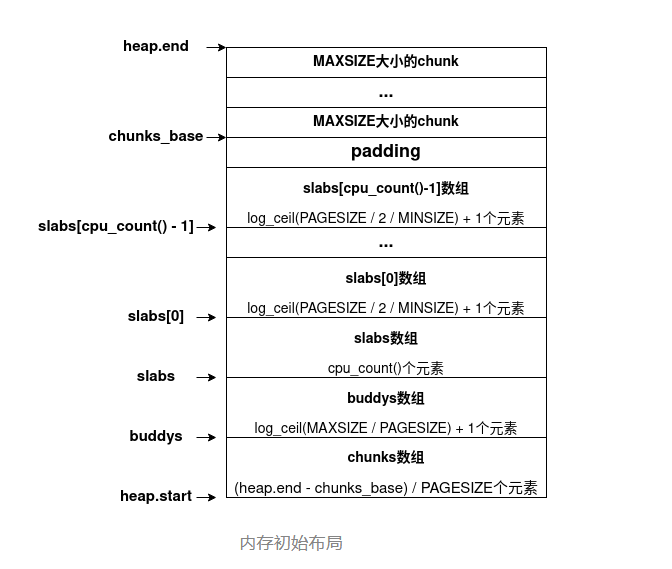 heap.end
MAXSIZE大小的chunk
...
MAXSIZE大小的chunk
chunks_base
padding
slabs[cpu_count()-1]数组
log_ceil(PAGESIZE / 2 / MINSIZE) + 1个元素
slabs[cpu_count() - 1]
...
slabs[0]数组
log_ceil(PAGESIZE / 2 / MINSIZE) + 1个元素
slabs[0]
slabs数组
cpu_count()个元素
slabs
buddys数组
log_ceil(MAXSIZE / PAGESIZE) + 1个元素
buddys
chunks数组
(heap.end - chunks_base) / PAGESIZE个元素
heap.start
内存初始布局